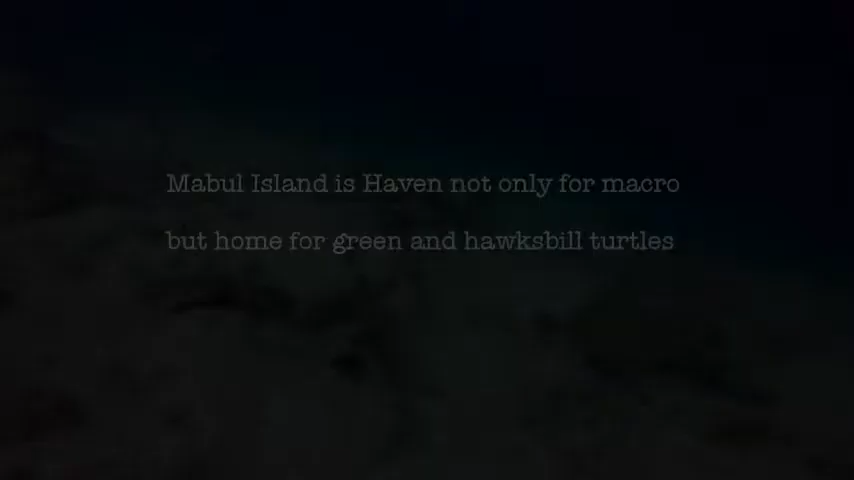 Mabul Island is Haven not only for macro
but home for green and hawksbill turtles